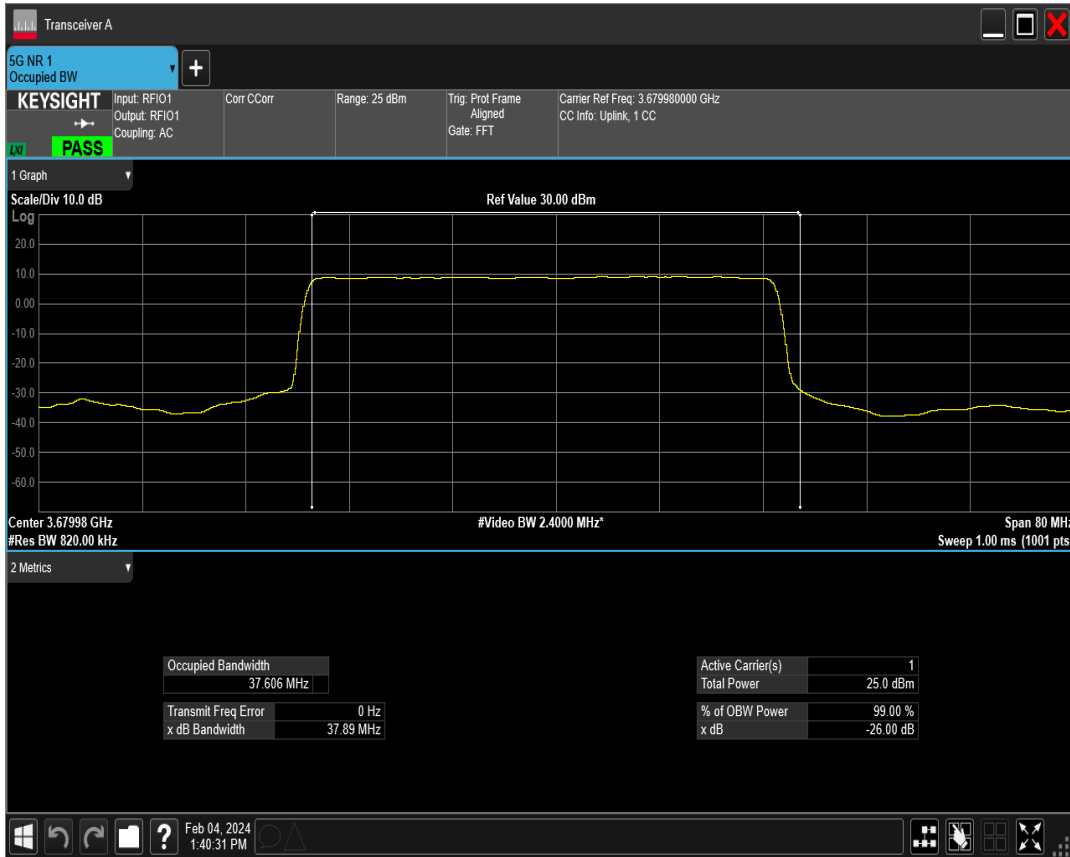 Transceiver A
5G NR 1
Occupied BW
+
KEYSIGHT
LXI
PASS
Input: RFIO1
Output: RFIO1
Coupling: AC
Corr CCorr
Range: 25 dBm
Trig: Prot Frame
Aligned
Gate: FFT
Carrier Ref Freq: 3.679980000 GHz
CC Info: Uplink, 1 CC
1 Graph
Scale/Div 10.0 dB
Ref Value 30.00 dBm
Log
20.0
10.0
0.00
-10.0
-20.0
-30.0
-40.0
-50.0
-60.0
Center 3.67998 GHz
#Video BW 2.4000 MHz*
Span 80 MHz
#Res BW 820.00 kHz
Sweep 1.00 ms (1001 pts
2 Metrics
Occupied Bandwidth
37.606 MHz
Transmit Freq Error 0 Hz
x dB Bandwidth 37.89 MHz
Active Carrier(s) 1
Total Power 25.0 dBm
% of OBW Power 99.00 %
x dB -26.00 dB
?
Feb 04, 2024
1:40:31 PM